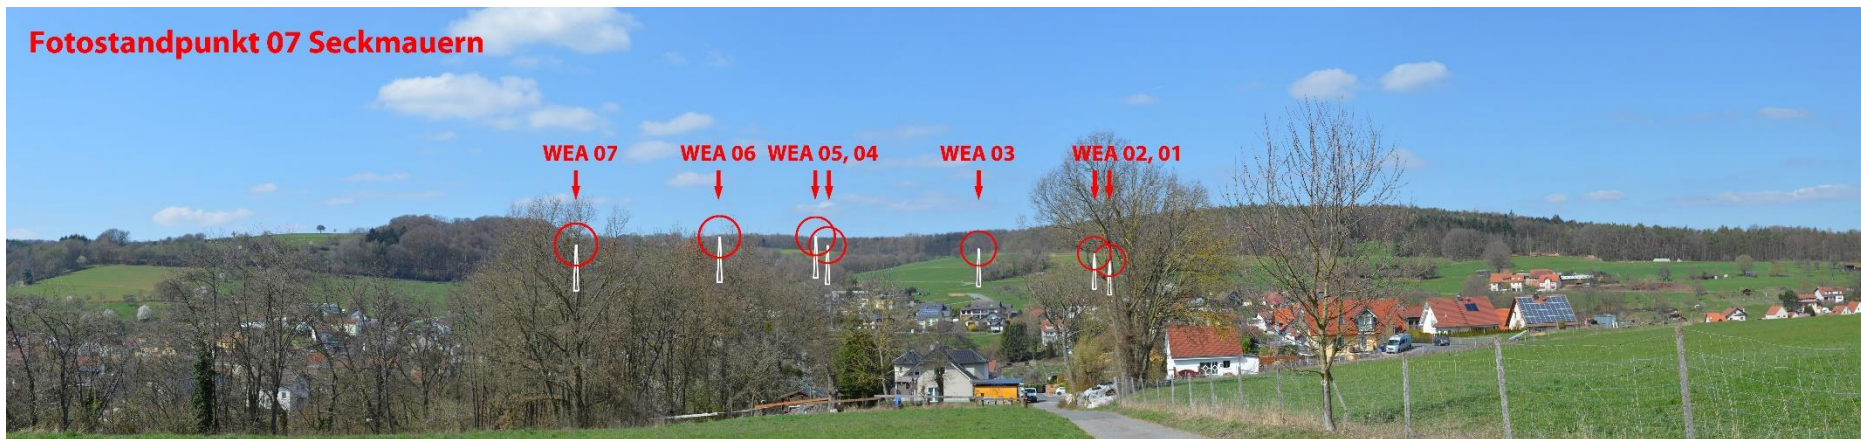 Fotostandpunkt 07 Seckmauern
WEA 07 WEA 06 WEA 05, 04 WEA 03 WEA 02, 01